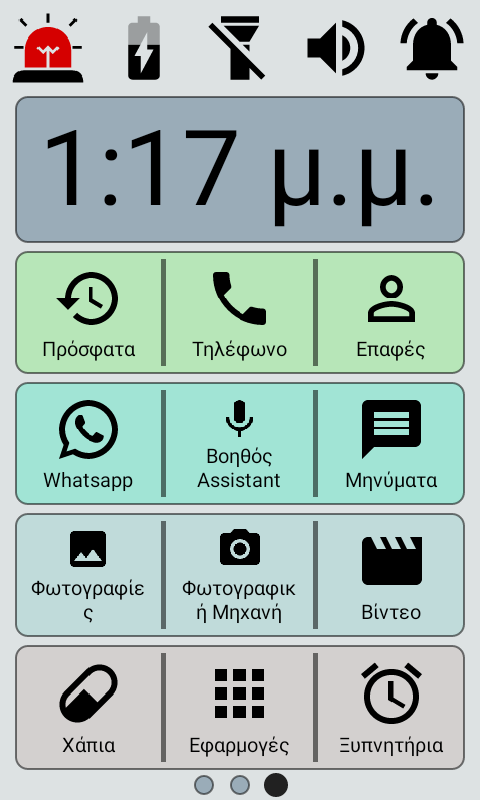 1:17 μ.μ.
Πρόσφατα
Τηλέφωνο
Επαφές
Whatsapp
Βοηθός
Assistant
Μηνύματα
Φωτογραφίε
ς
Φωτογραφικ
ή Μηχανή
Βίντεο
Χάπια
Εφαρμογές
Ξυπνητήρια